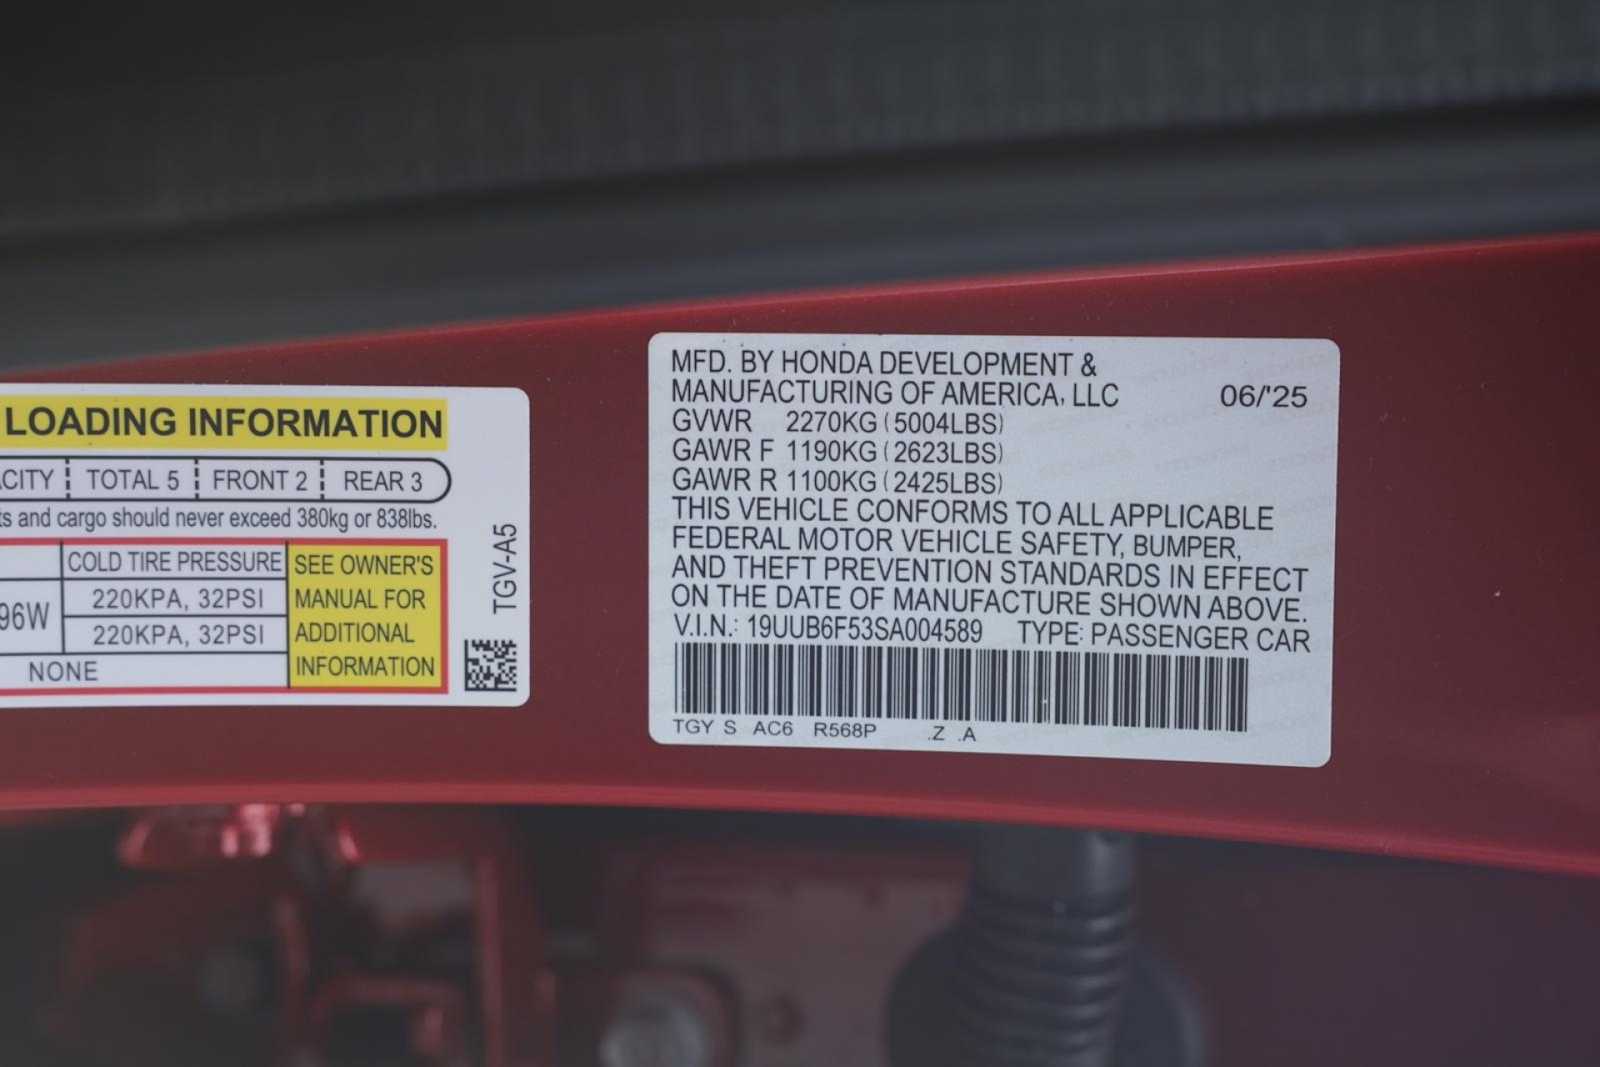 LOADING INFORMATION
ACITY TOTAL 5 FRONT 2 REAR 3
ts and cargo should never exceed 380kg or 838lbs.
COLD TIRE PRESSURE
96W 220KPA, 32PSI
220KPA, 32PSI
NONE
SEE OWNER'S
MANUAL FOR
ADDITIONAL
INFORMATION
TGV-A5
MFD. BY HONDA DEVELOPMENT &
MANUFACTURING OF AMERICA, LLC 06/'25
GVWR 2270KG (5004LBS)
GAWR F 1190KG (2623LBS)
GAWR R 1100KG (2425LBS)
THIS VEHICLE CONFORMS TO ALL APPLICABLE
FEDERAL MOTOR VEHICLE SAFETY, BUMPER,
AND THEFT PREVENTION STANDARDS IN EFFECT
ON THE DATE OF MANUFACTURE SHOWN ABOVE.
V.I.N.: 19UUB6F53SA004589 TYPE: PASSENGER CAR
TGY S AC6 R568P .Z .A